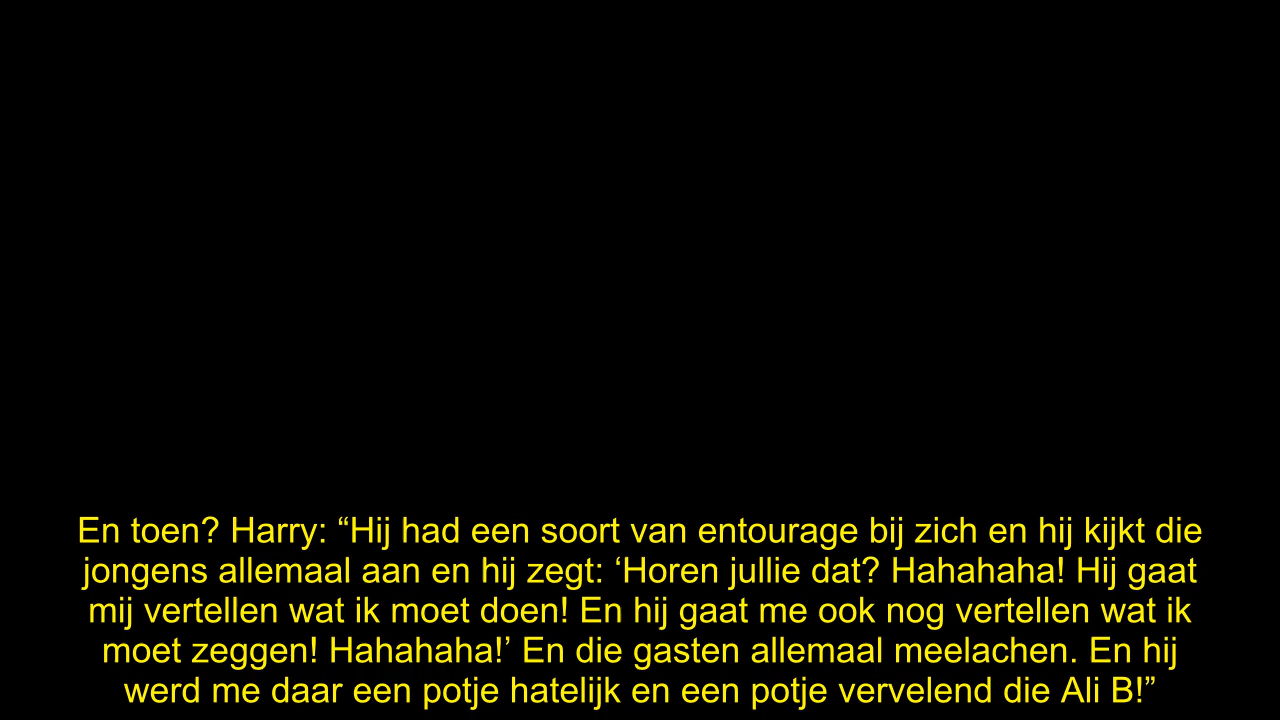 En toen? Harry: “Hij had een soort van entourage bij zich en hij kijkt die
jongens allemaal aan en hij zegt: ‘Horen jullie dat? Hahahaha! Hij gaat
mij vertellen wat ik moet doen! En hij gaat me ook nog vertellen wat ik
moet zeggen! Hahahaha!’ En die gasten allemaal meelachen. En hij
werd me daar een potje hatelijk en een potje vervelend die Ali B!”